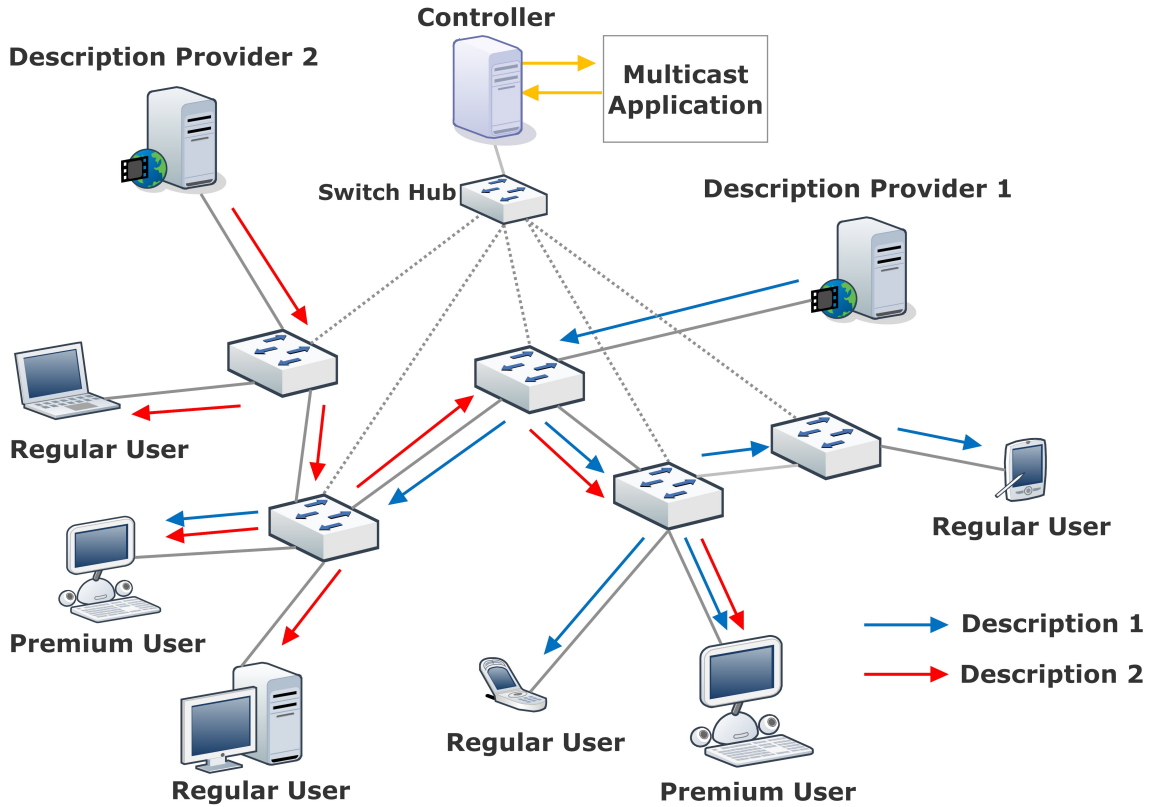 Controller
Description Provider 2
Multicast
Application
Switch Hub
Description Provider 1
Regular User
Regular User
Premium User
Description 1
Description 2
Regular User
Regular User
Premium User